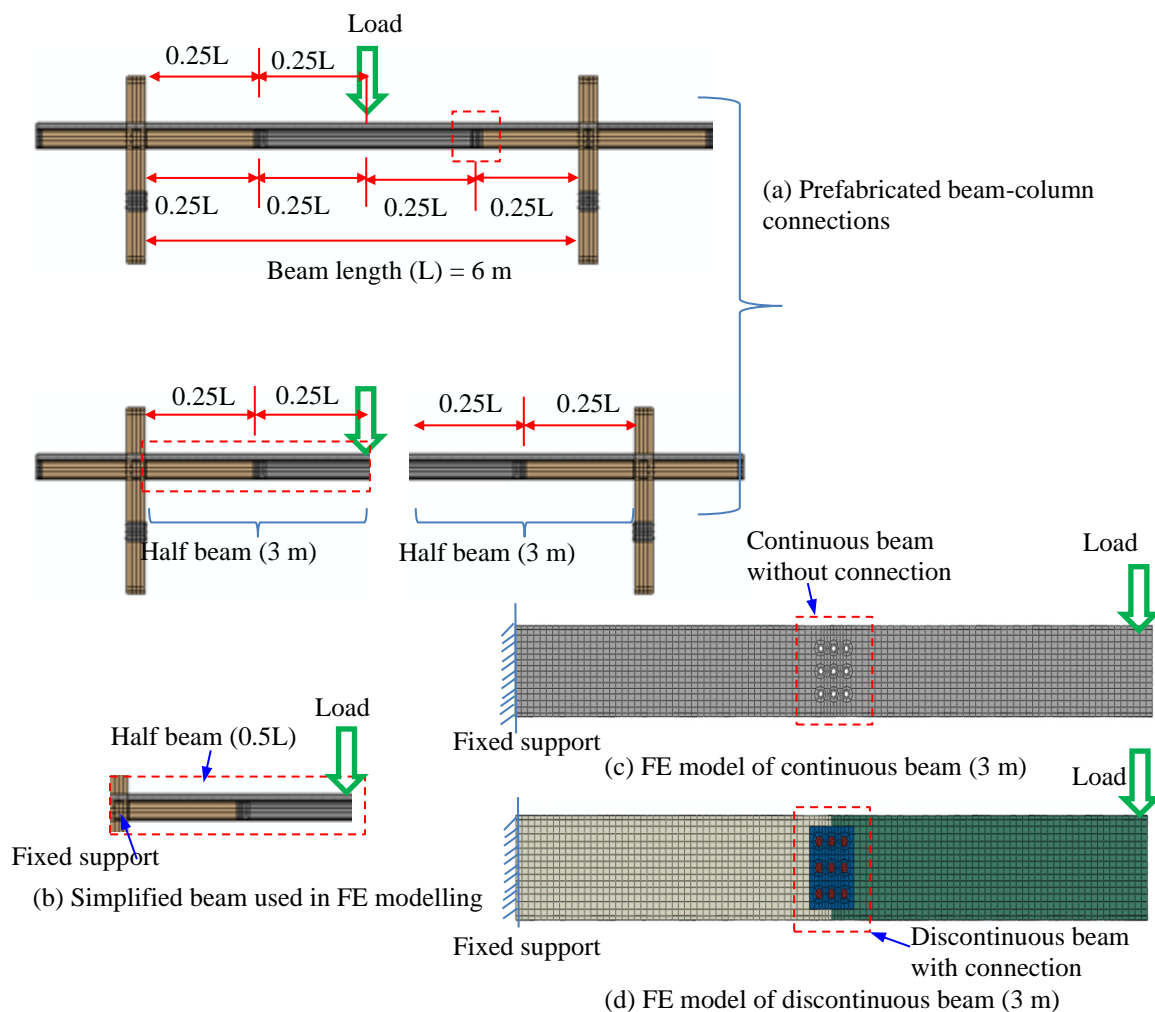 Load
0.25L
0.25L
0.25L
0.25L
0.25L
0.25L
Beam length (L) = 6 m
(a) Prefabricated beam-column
connections
0.25L
0.25L
0.25L
0.25L
Half beam (3 m)
Half beam (3 m)
Continuous beam
without connection
Load
Fixed support
(c) FE model of continuous beam (3 m)
Load
Half beam (0.5L)
Fixed support
(b) Simplified beam used in FE modelling
Load
Fixed support
Discontinuous beam
with connection
(d) FE model of discontinuous beam (3 m)